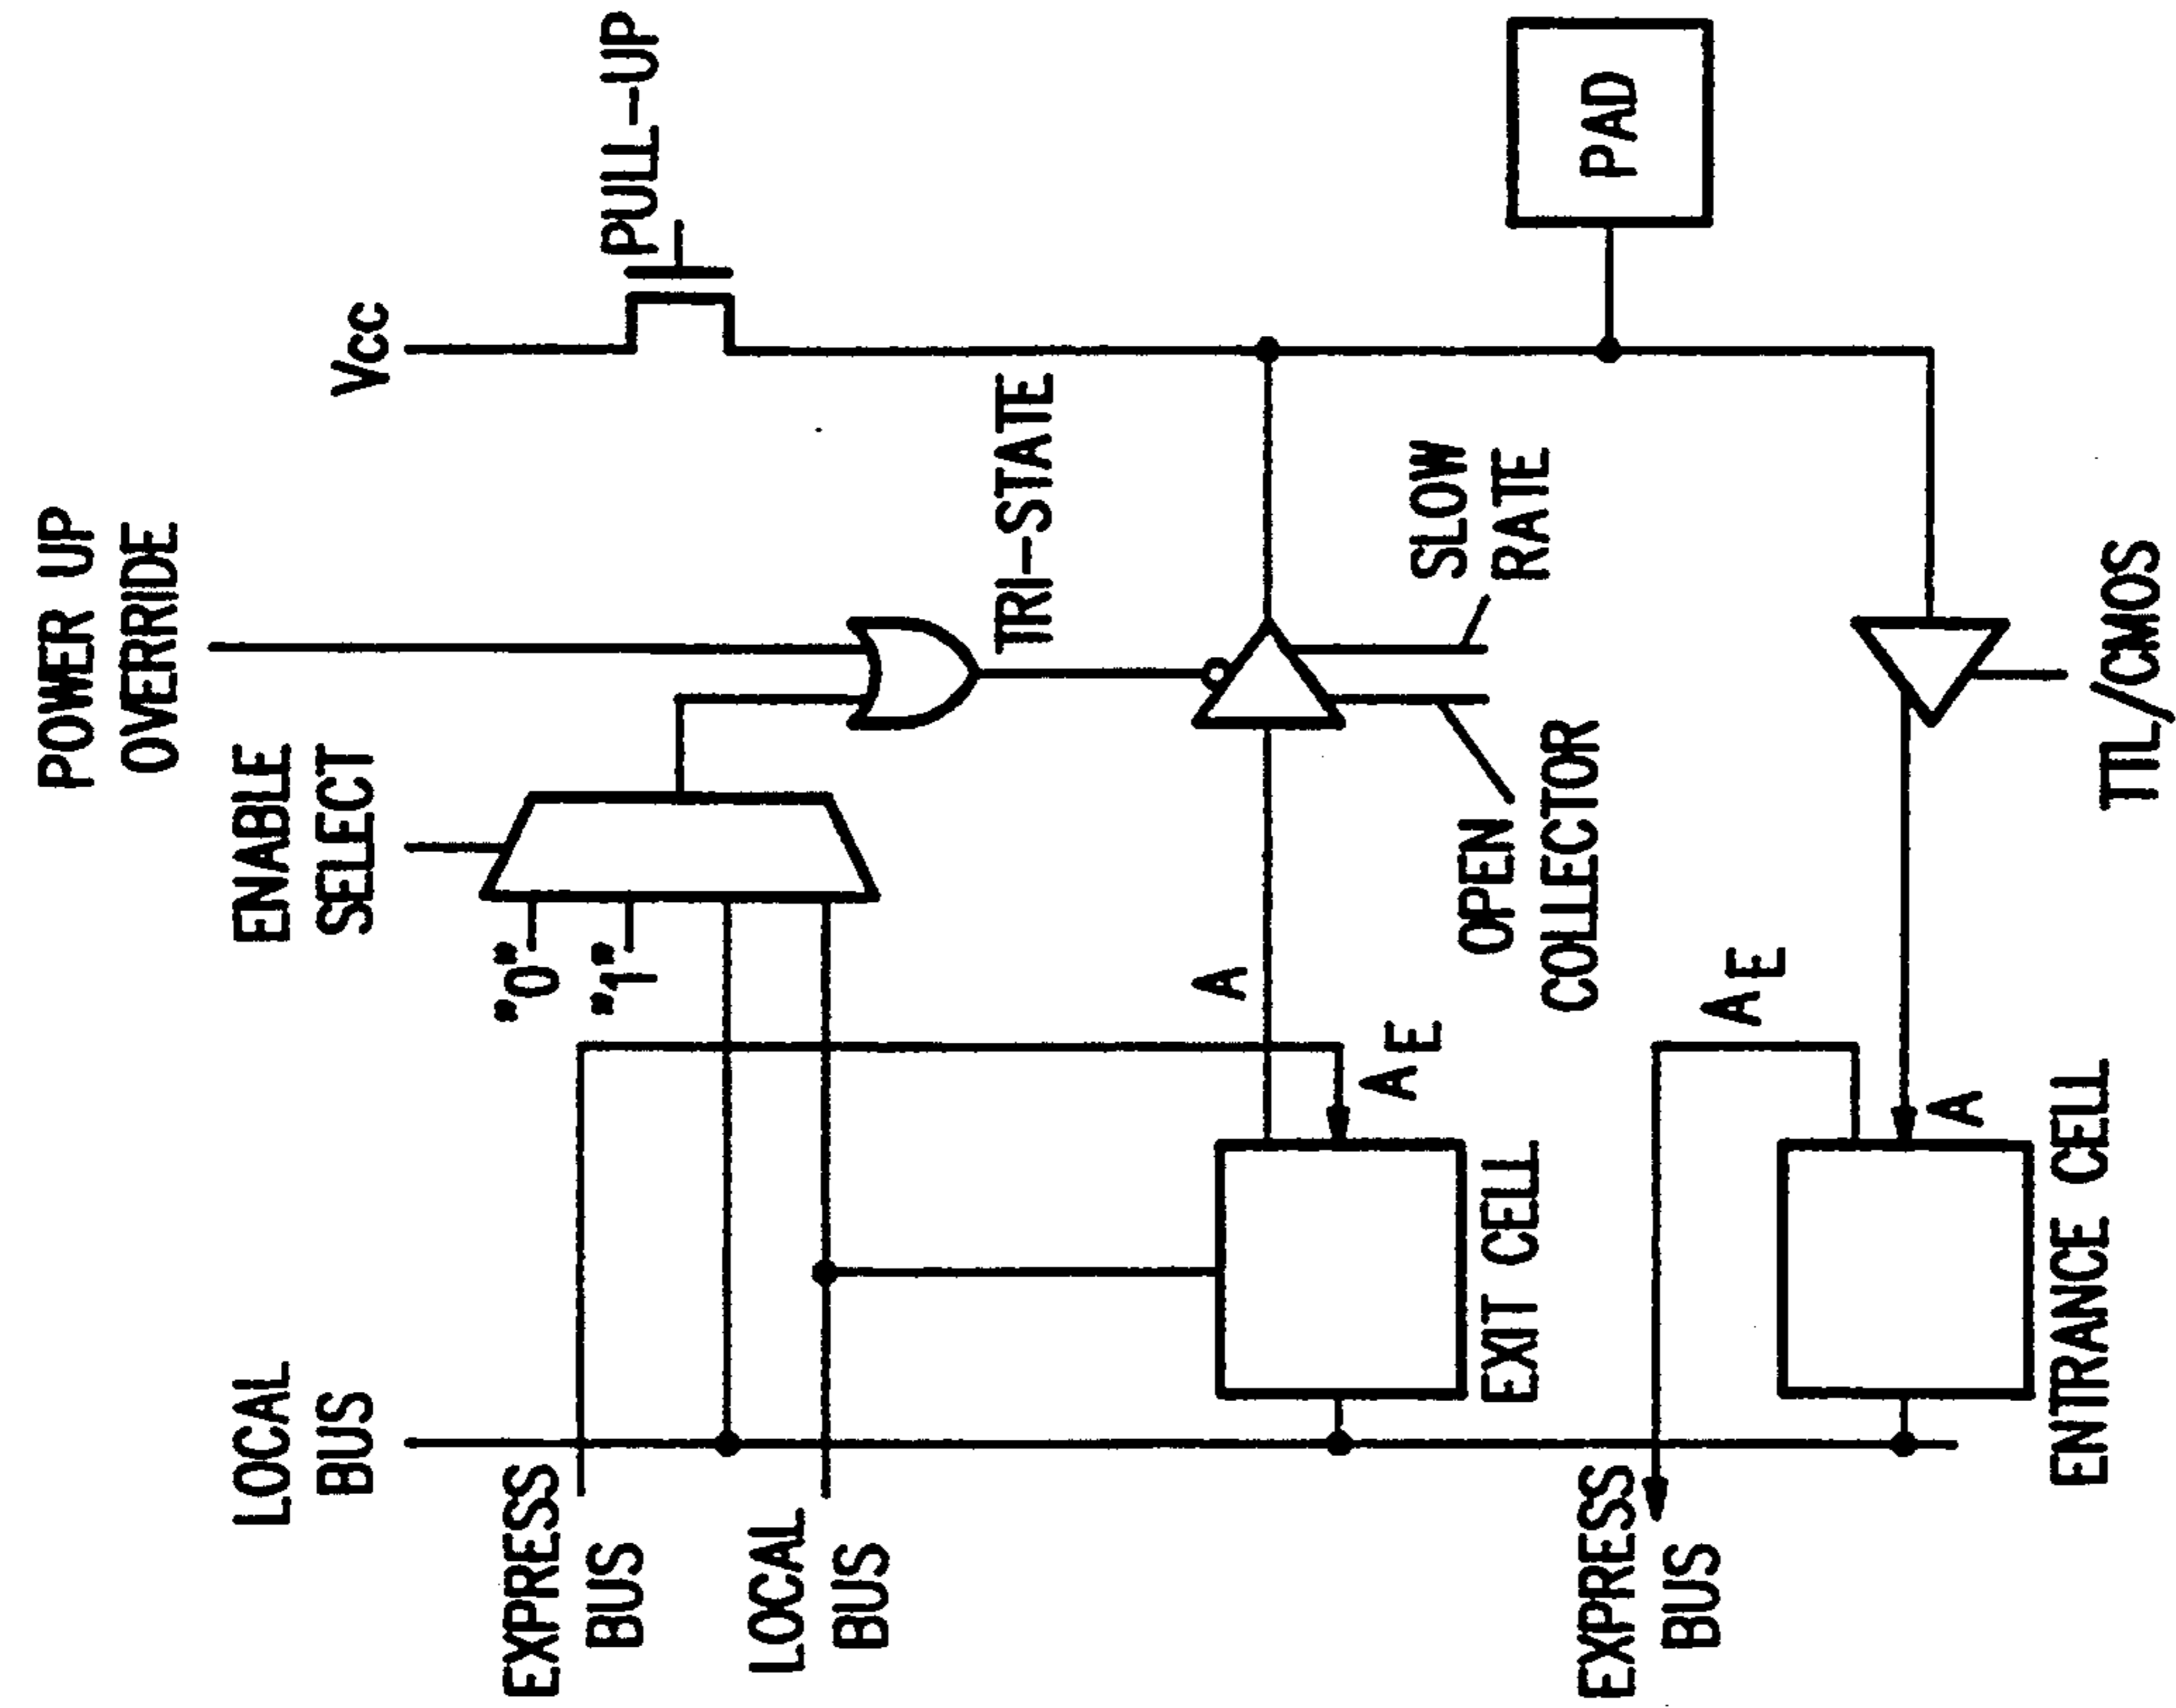 POWER UP
OVERRIDE
LOCAL
BUS
ENABLE
SELECT
Vcc
EXPRESS
BUS
"0"
"1"
PULL-UP
LOCAL
BUS
TRI-STATE
A
A
E
SLOW
RATE
OPEN
COLLECTOR
EXIT CELL
PAD
EXPRESS
BUS
A
E
A
ENTRANCE CELL
TTL/CMOS